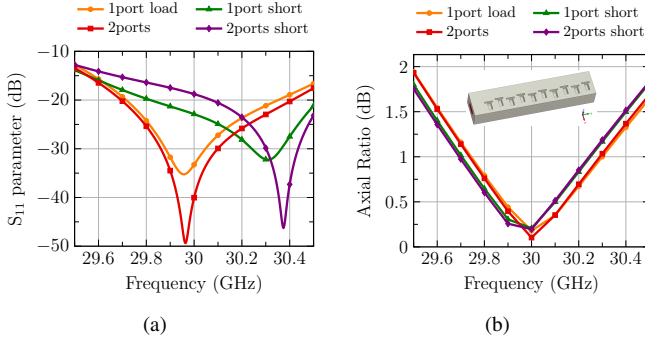 1port load
1port short
2ports
2ports short
−10
−20
−30
−40
−50
S11 parameter (dB)
29.6
29.8
30
30.2
30.4
Frequency (GHz)
(a)
1port load
1port short
2ports
2ports short
2
1.5
1
0.5
0
Axial Ratio (dB)
29.6
29.8
30
30.2
30.4
Frequency (GHz)
(b)